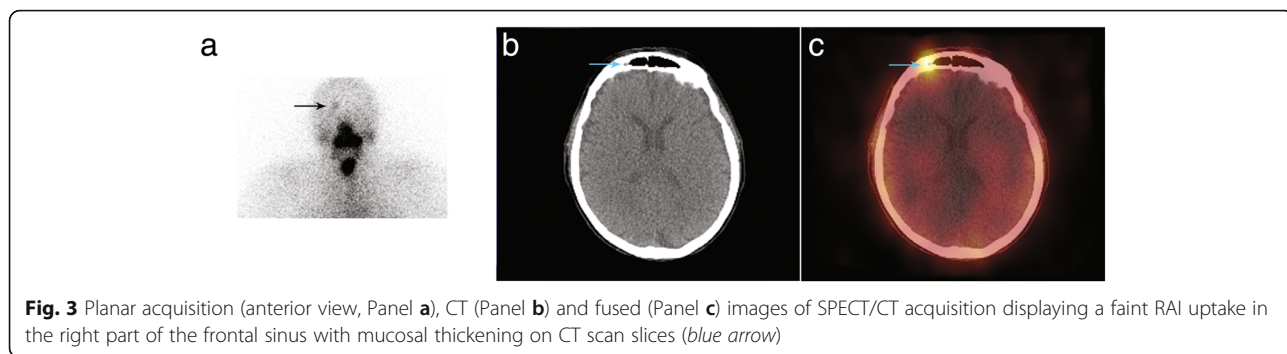 a
b
c
Fig. 3 Planar acquisition (anterior view, Panel a), CT (Panel b) and fused (Panel c) images of SPECT/CT acquisition displaying a faint RAI uptake in
the right part of the frontal sinus with mucosal thickening on CT scan slices (blue arrow)